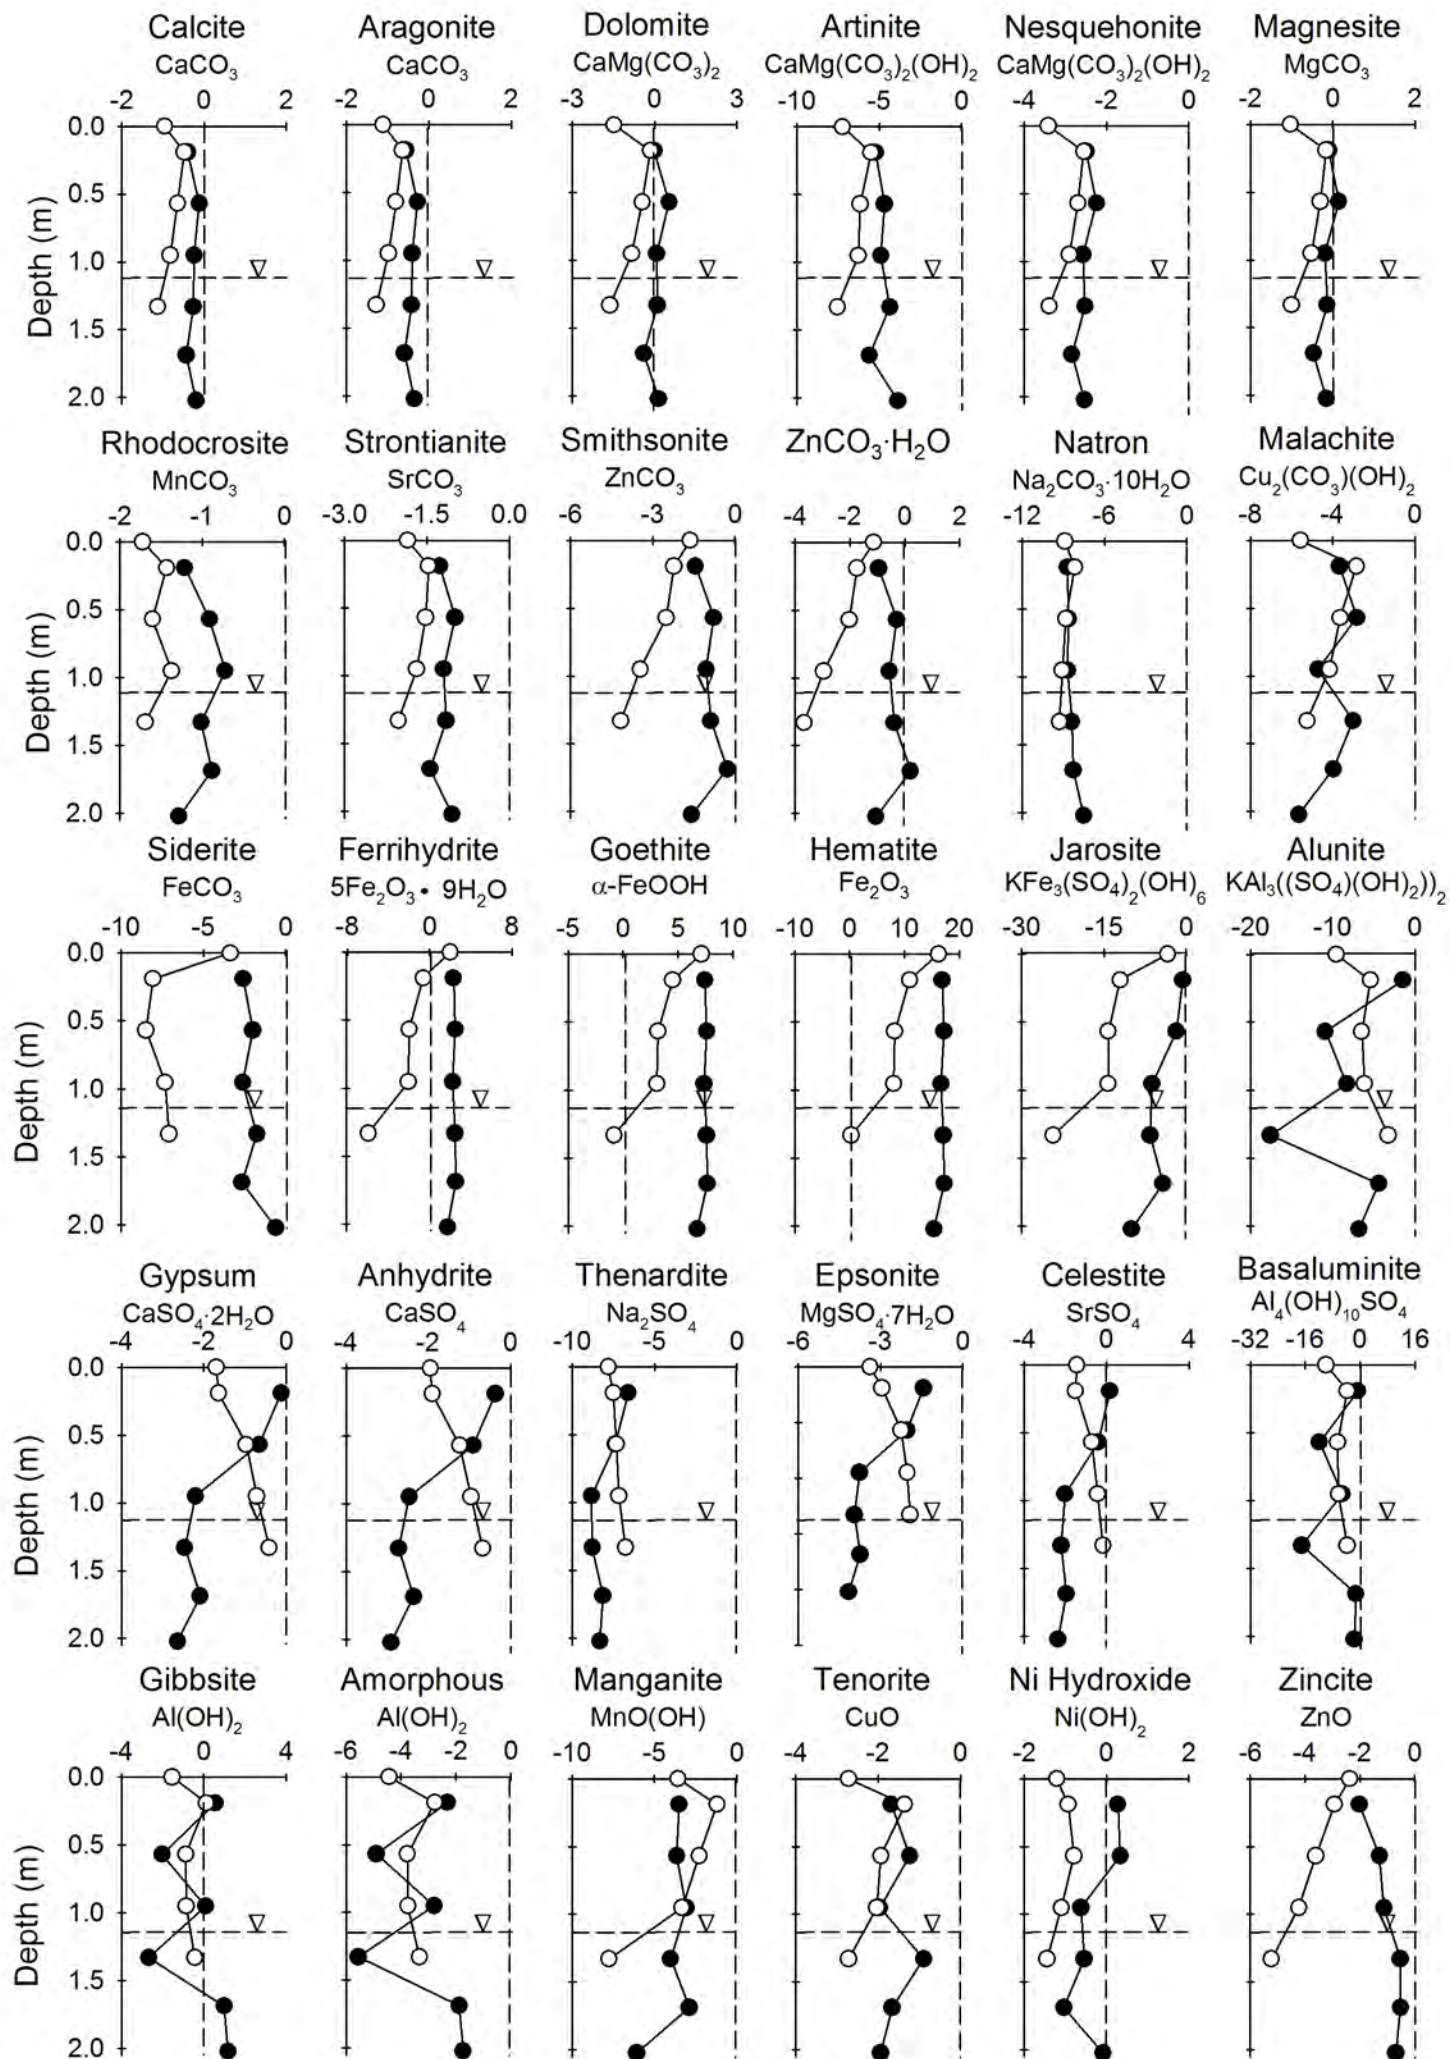 Calcite Aragonite Dolomite Artinite Nesquehonite Magnesite
CaCO₃ CaCO₃ CaMg(CO₃)₂ CaMg(CO₃)₂(OH)₂ CaMg(CO₃)₂(OH)₂ MgCO₃
-2 0 2 -2 0 2 -3 0 3 -10 -5 0 -4 -2 0 -2 0 2
0.0
0.5
1.0
1.5
2.0
Depth (m)
Rhodocrosite Strontianite Smithsonite ZnCO₃·H₂O Natron Malachite
MnCO₃ SrCO₃ ZnCO₃ Na₂CO₃·10H₂O Cu₂(CO₃)(OH)₂
-2 -1 0 -3.0 -1.5 0.0 -6 -3 0 -4 -2 0 2 -12 -6 0 -8 -4 0
0.0
0.5
1.0
1.5
2.0
Depth (m)
Siderite Ferrihydrite Goethite Hematite Jarosite Alunite
FeCO₃ 5Fe₂O₃ • 9H₂O α-FeOOH Fe₂O₃ KFe₃(SO₄)₂(OH)₆ KAl₃((SO₄)(OH)₂))₂
-10 -5 0 -8 0 8 -5 0 5 10 -10 0 10 20 -30 -15 0 -20 -10 0
0.0
0.5
1.0
1.5
2.0
Depth (m)
Gypsum Anhydrite Thenardite Epsonite Celestite Basaluminite
CaSO₄·2H₂O CaSO₄ Na₂SO₄ MgSO₄·7H₂O SrSO₄ Al₄(OH)₁₀SO₄
-4 -2 0 -4 -2 0 -10 -5 0 -6 -3 0 -4 0 4 -32 -16 0 16
0.0
0.5
1.0
1.5
2.0
Depth (m)
Gibbsite Amorphous Manganite Tenorite Ni Hydroxide Zincite
Al(OH)₂ Al(OH)₂ MnO(OH) CuO Ni(OH)₂ ZnO
-4 0 4 -6 -4 -2 0 -10 -5 0 -4 -2 0 -2 0 2 -6 -4 -2 0
0.0
0.5
1.0
1.5
2.0
Depth (m)